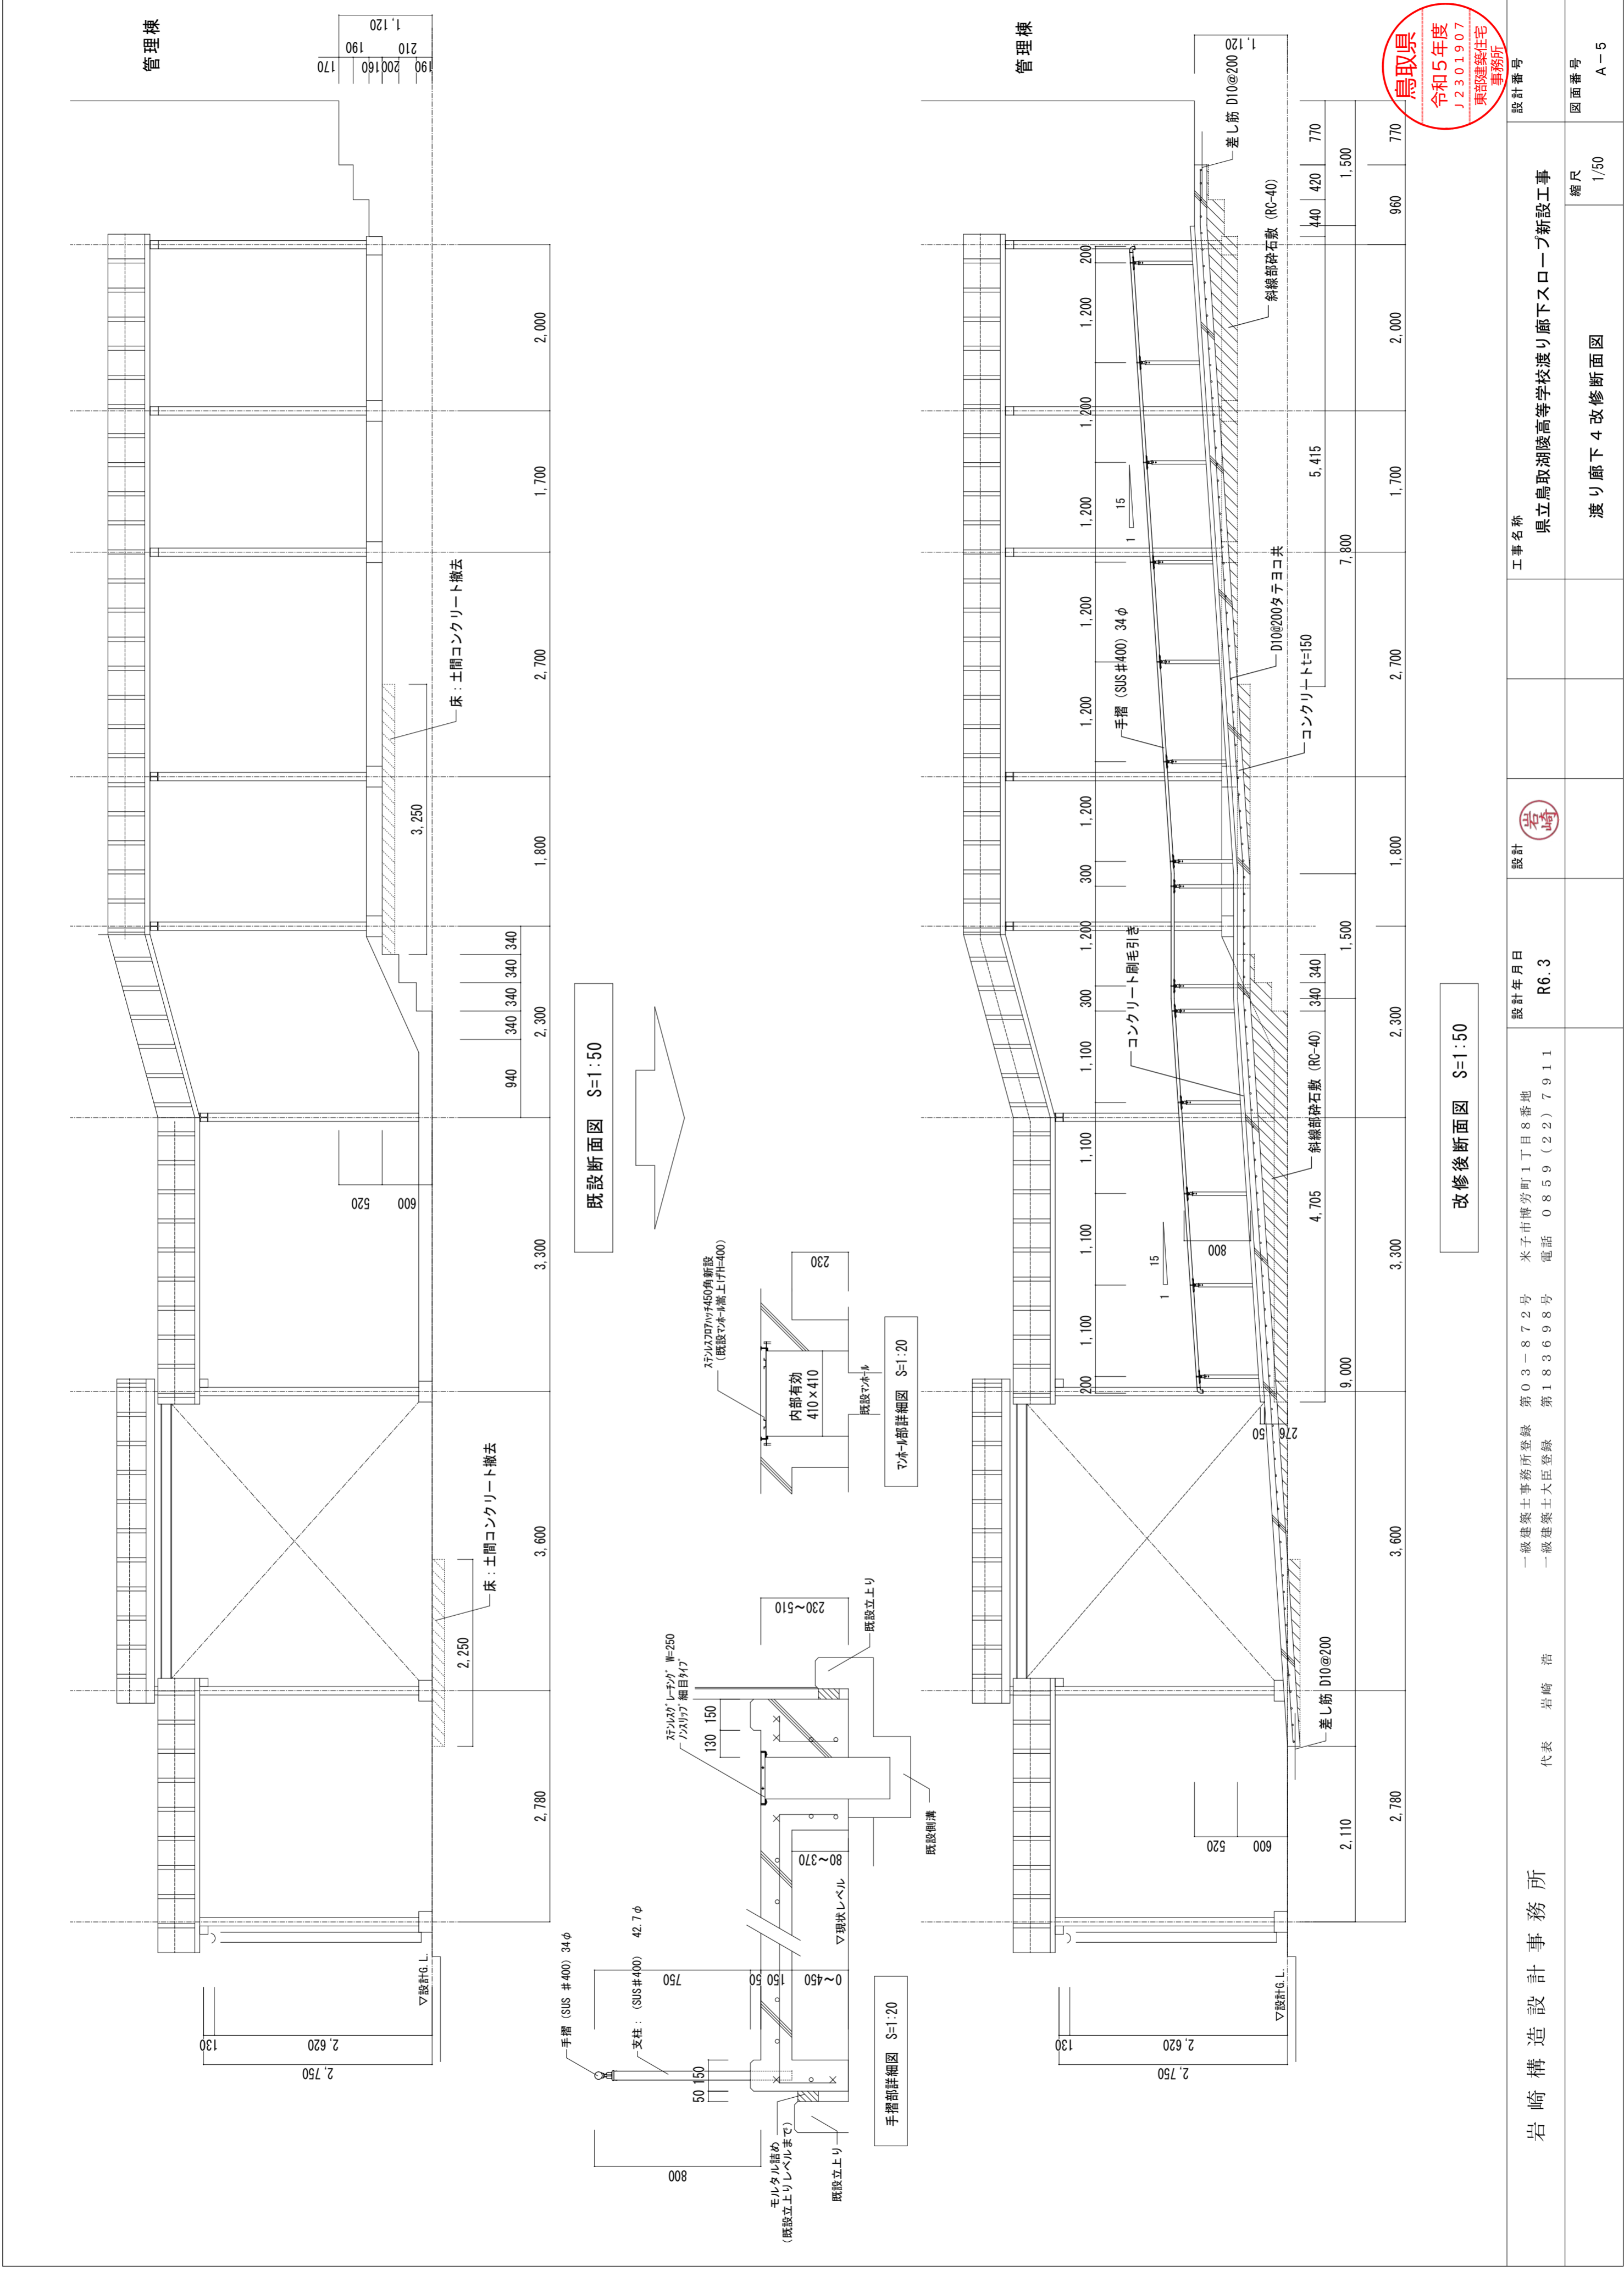 管理棟
170
190
160
200
210
190
1,120
床：土間コンクリート撤去
3,250
床：土間コンクリート撤去
2,250
520
600
▽設計G.L.
130
2,620
2,750
940
340
340
340
340
2,780
3,600
3,300
2,300
1,800
2,700
1,700
2,000
既設断面図 S=1:50
手摺（SUS #400）34φ
支柱：（SUS#400） 42.7φ
800
750
50
150
0～450
50
150
モルタル詰め
（既設立上りレベルまで）
既設立上り
▽現状レベル
80～370
ステンレスグレーチング W=250
ノンスリップ細目タイプ
130
150
230～510
既設立上り
既設側溝
手摺部詳細図 S=1:20
ステンレスフロアハッチ450角新設
（既設マンホール嵩上げH=400）
内部有効
410×410
230
既設マンホール
マンホール部詳細図 S=1:20
管理棟
1,120
差し筋 D10@200
斜線部砕石敷（RC-40）
D10@200タテヨコ共
コンクリートt=150
手摺（SUS#400）34φ
コンクリート刷毛引き
斜線部砕石敷（RC-40）
差し筋 D10@200
200
1,100
1,100
1,100
1,100
300
1,200
300
1,200
1,200
1,200
1,200
1,200
1,200
200
1
15
1
15
800
50
276
520
600
▽設計G.L.
130
2,620
2,750
4,705
340
340
5,415
440
420
770
2,110
9,000
1,500
7,800
1,500
2,780
3,600
3,300
2,300
1,800
2,700
1,700
2,000
960
770
改修後断面図 S=1:50
鳥取県
令和5年度
J2301907
東部建築住宅
事務所
岩崎構造設計事務所
代表 岩崎 浩
一級建築士事務所登録 第03－872号 米子市博労町1丁目8番地
一級建築士大臣登録 第183698号 電話 0859(22)7911
設計年月日
R6.3
設計
岩崎
工事名称
県立鳥取湖陵高等学校渡り廊下スロープ新設工事
設計番号
渡り廊下4改修断面図
縮尺
1/50
図面番号
A－5